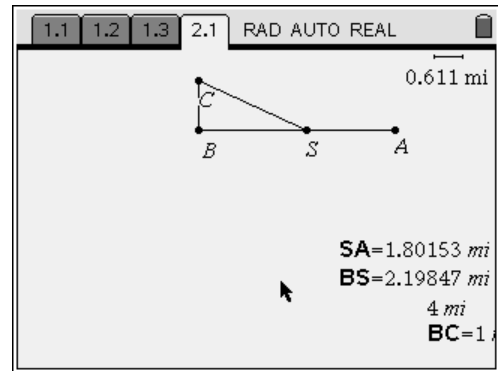 1.1 1.2 1.3 2.1 RAD AUTO REAL
0.611 mi
C
B S A
SA=1.80153 mi
BS=2.19847 mi
4 mi
BC=1